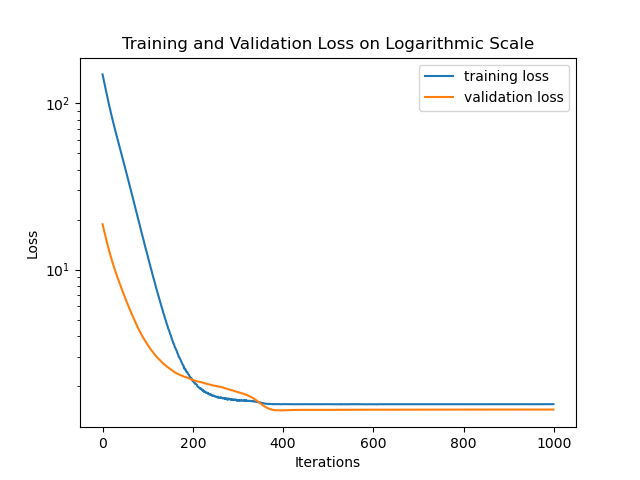 Training and Validation Loss on Logarithmic Scale
training loss
validation loss
10²
10¹
Loss
0 200 400 600 800 1000
Iterations